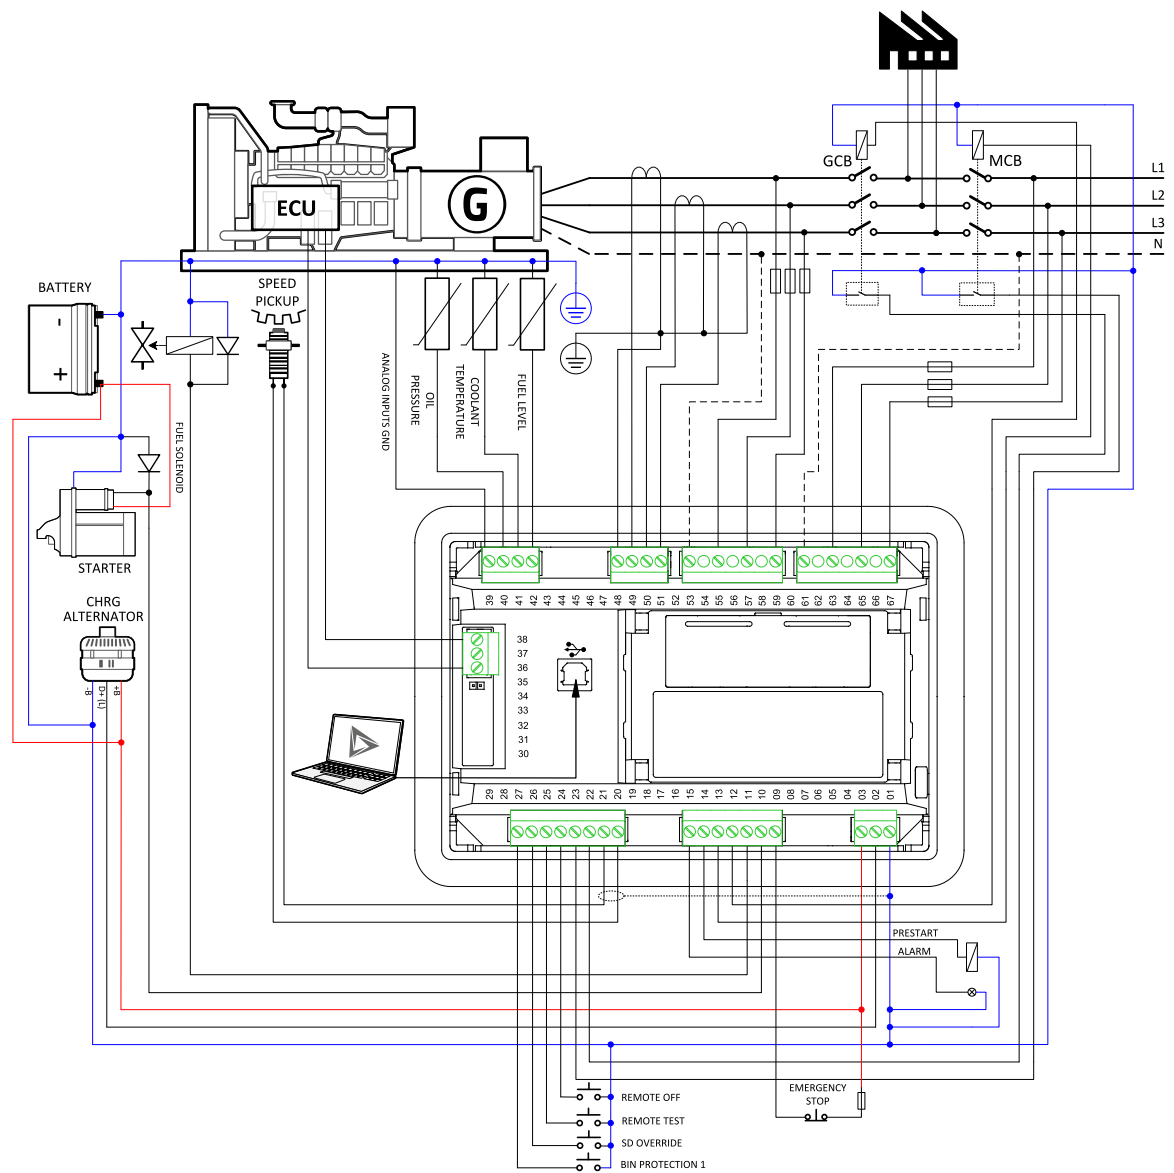 GCB
MCB
L1
L2
L3
N
ECU
G
BATTERY
-
+
SPEED
PICKUP
ANALOG INPUTS GND
OIL
PRESSURE
COOLANT
TEMPERATURE
FUEL LEVEL
FUEL SOLENOID
STARTER
CHRG
ALTERNATOR
-B
D+ (L)
+B
39 40 41 42 43 44 45 46 47 48 49 50 51 52 53 54 55 56 57 58 59 60 61 62 63 64 65 66 67
38
37
36
35
34
33
32
31
30
29 28 27 26 25 24 23 22 21 20 19 18 17 16 15 14 13 12 11 10 09 08 07 06 05 04 03 02 01
PRESTART
ALARM
EMERGENCY
STOP
REMOTE OFF
REMOTE TEST
SD OVERRIDE
BIN PROTECTION 1